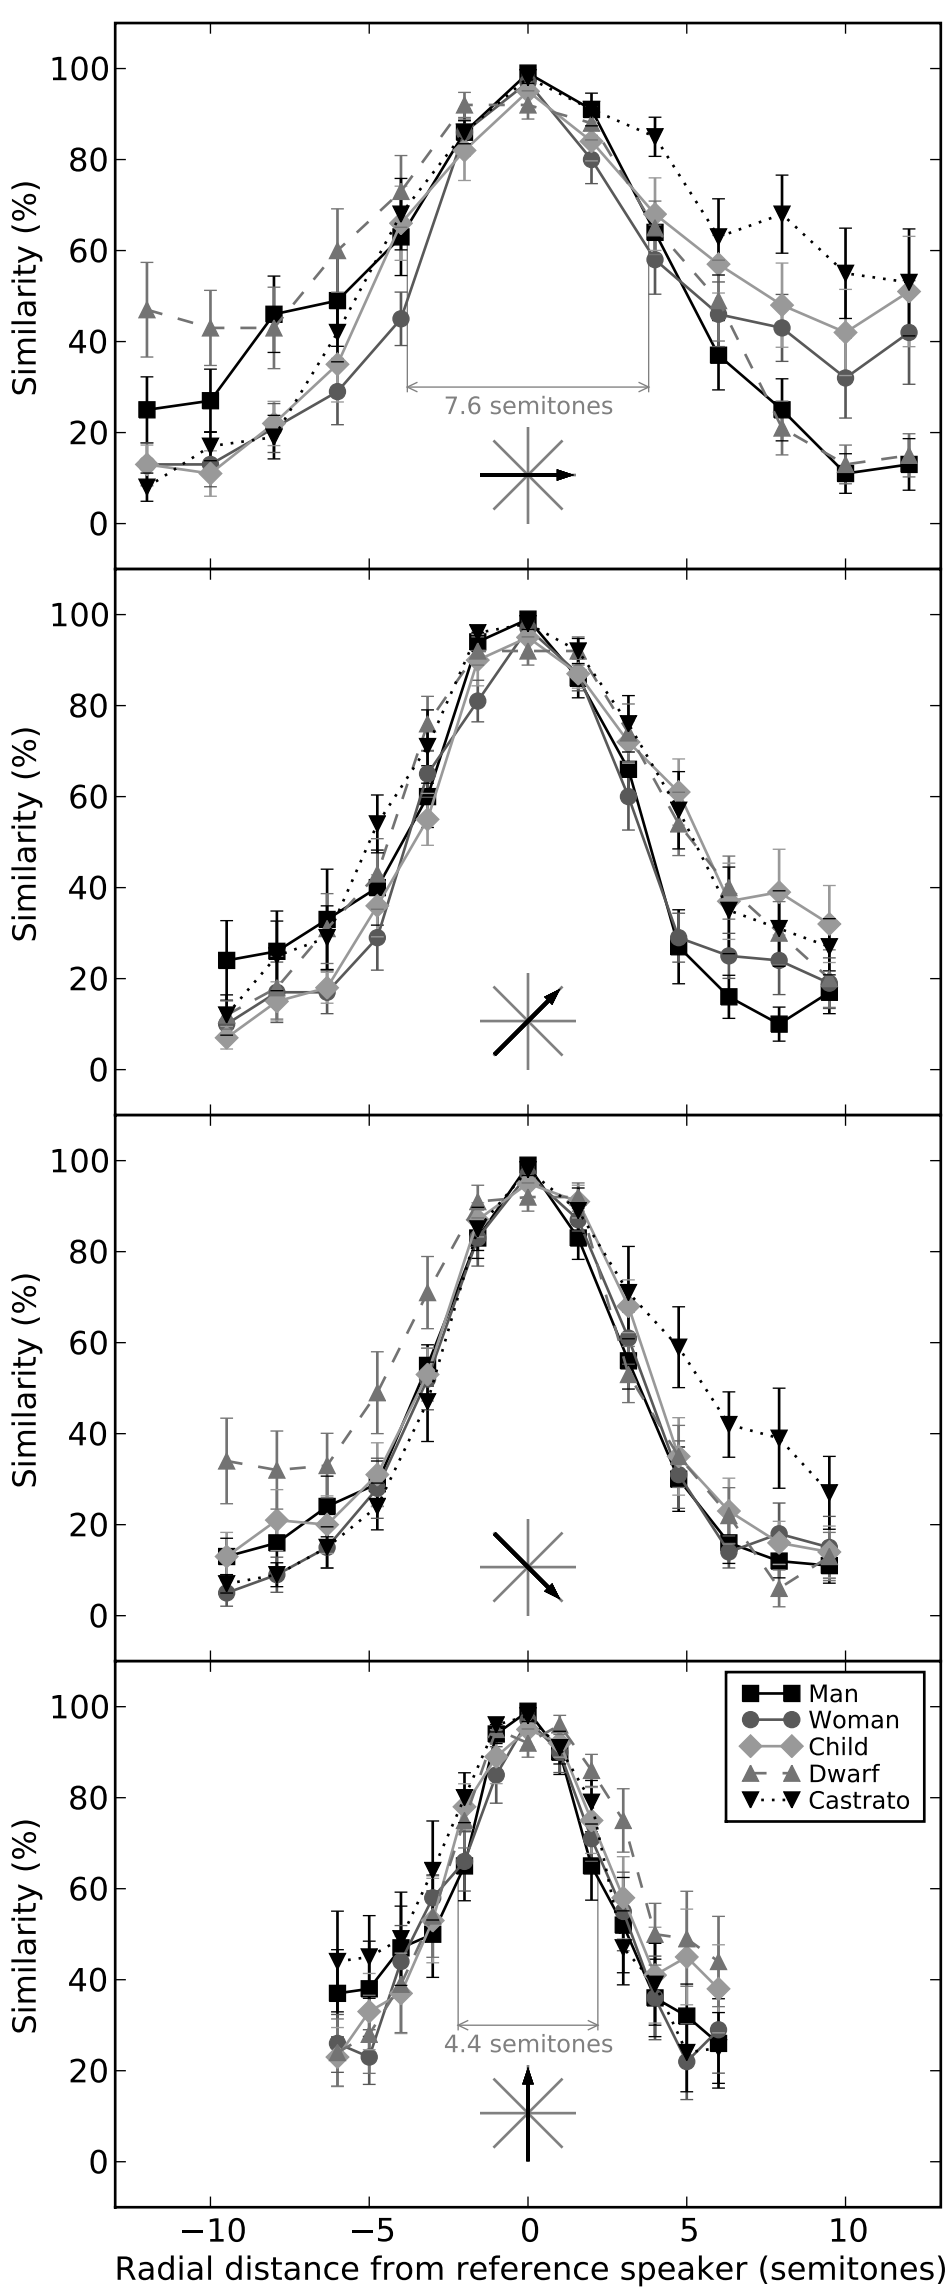 100
80
60
40
20
0
Similarity (%)
7.6 semitones
100
80
60
40
20
0
Similarity (%)
100
80
60
40
20
0
Similarity (%)
100
80
60
40
20
0
Similarity (%)
Man
Woman
Child
Dwarf
Castrato
4.4 semitones
−10 −5 0 5 10
Radial distance from reference speaker (semitones)